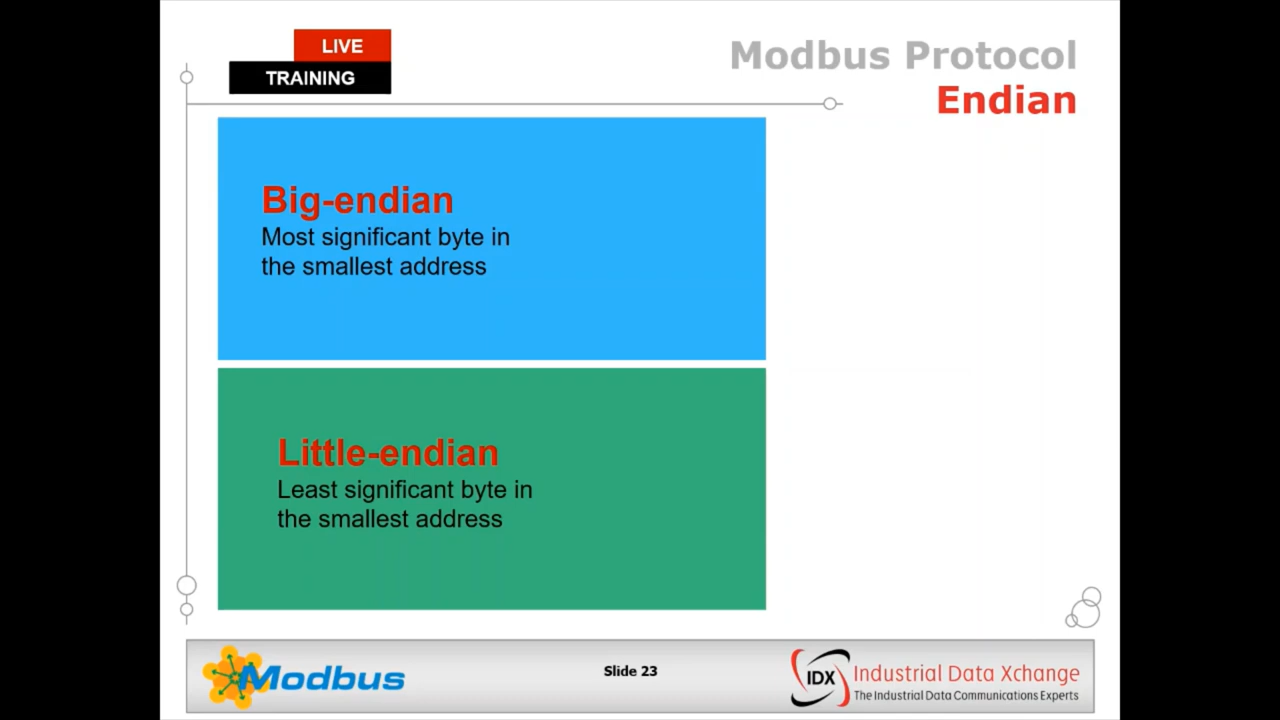 LIVE
TRAINING
Modbus Protocol
Endian
Big-endian
Most significant byte in
the smallest address
Little-endian
Least significant byte in
the smallest address
Modbus
Slide 23
IDX
Industrial Data Xchange
The Industrial Data Communications Experts